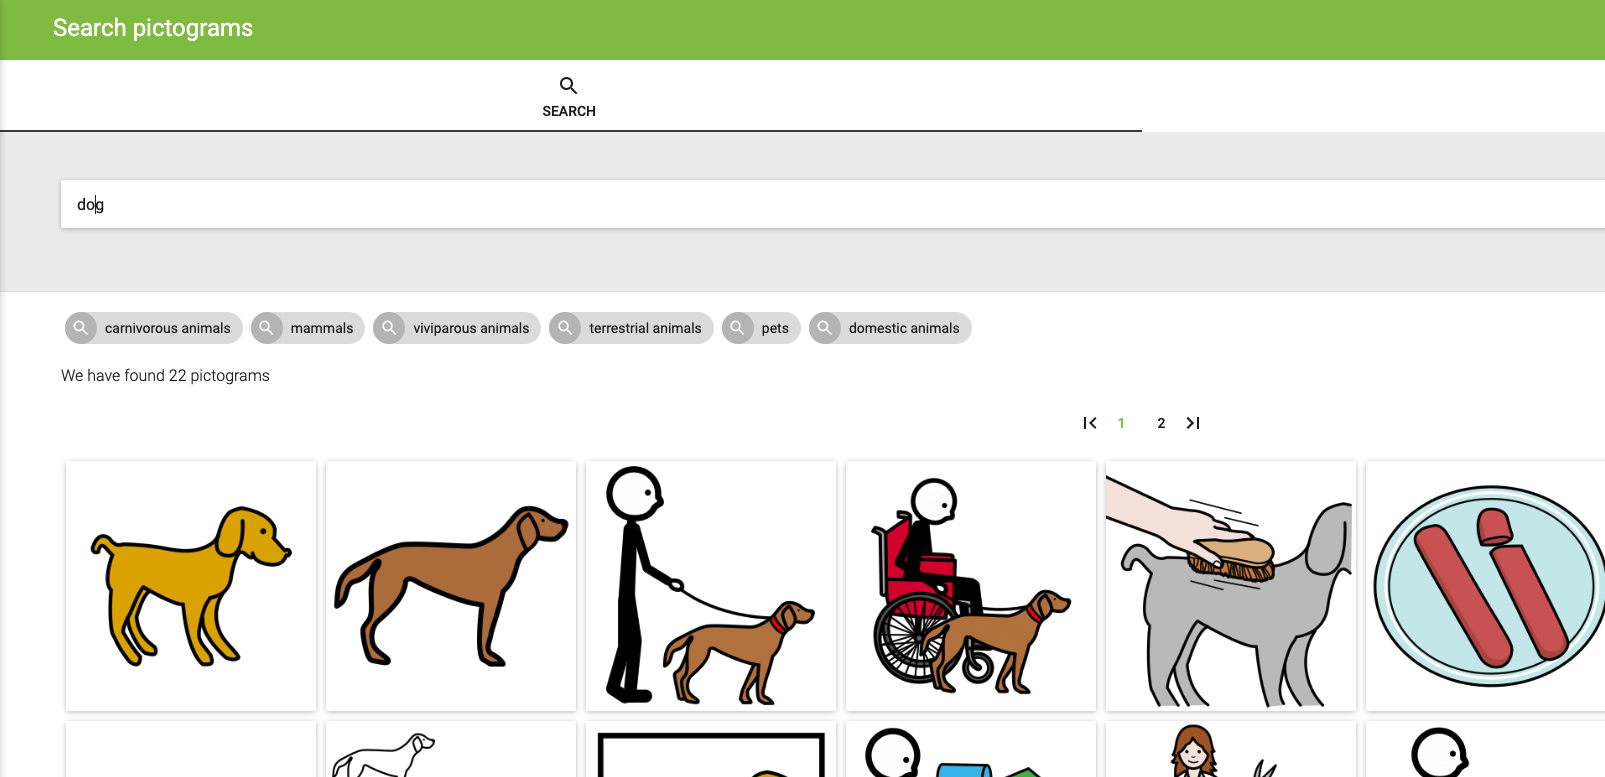 Search pictograms
SEARCH
dog
carnivorous animals
mammals
viviparous animals
terrestrial animals
pets
domestic animals
We have found 22 pictograms
1
2